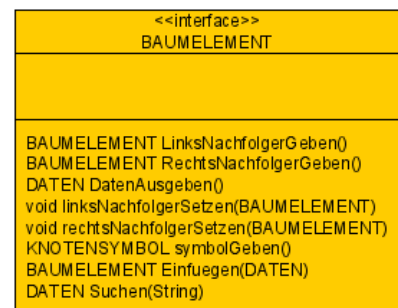 <<interface>>
BAUMELEMENT
BAUMELEMENT LinksNachfolgerGeben()
BAUMELEMENT RechtsNachfolgerGeben()
DATEN DatenAusgeben()
void linksNachfolgerSetzen(BAUMELEMENT)
void rechtsNachfolgerSetzen(BAUMELEMENT)
KNOTENSYMBOL symbolGeben()
BAUMELEMENT Einfuegen(DATEN)
DATEN Suchen(String)